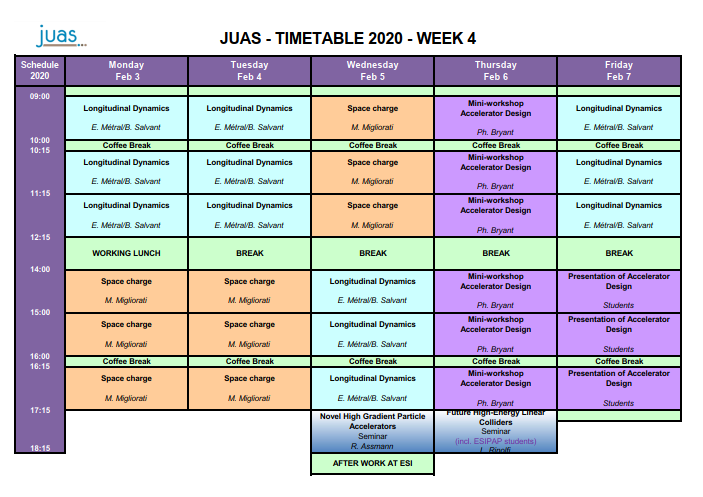 juas
JUAS - TIMETABLE 2020 - WEEK 4
Schedule 2020
Monday Feb 3
Tuesday Feb 4
Wednesday Feb 5
Thursday Feb 6
Friday Feb 7
09:00
Longitudinal Dynamics
E. Métral/B. Salvant
Longitudinal Dynamics
E. Métral/B. Salvant
Space charge
M. Migliorati
Mini-workshop
Accelerator Design
Ph. Bryant
Longitudinal Dynamics
E. Métral/B. Salvant
10:00
Coffee Break
Coffee Break
Coffee Break
Coffee Break
Coffee Break
10:15
Longitudinal Dynamics
E. Métral/B. Salvant
Longitudinal Dynamics
E. Métral/B. Salvant
Space charge
M. Migliorati
Mini-workshop
Accelerator Design
Ph. Bryant
Longitudinal Dynamics
E. Métral/B. Salvant
11:15
Longitudinal Dynamics
E. Métral/B. Salvant
Longitudinal Dynamics
E. Métral/B. Salvant
Space charge
M. Migliorati
Mini-workshop
Accelerator Design
Ph. Bryant
Longitudinal Dynamics
E. Métral/B. Salvant
12:15
WORKING LUNCH
BREAK
BREAK
BREAK
BREAK
14:00
Space charge
M. Migliorati
Space charge
M. Migliorati
Longitudinal Dynamics
E. Métral/B. Salvant
Mini-workshop
Accelerator Design
Ph. Bryant
Presentation of Accelerator
Design
Students
15:00
Space charge
M. Migliorati
Space charge
M. Migliorati
Longitudinal Dynamics
E. Métral/B. Salvant
Mini-workshop
Accelerator Design
Ph. Bryant
Presentation of Accelerator
Design
Students
16:00
Coffee Break
Coffee Break
Coffee Break
Coffee Break
Coffee Break
16:15
Space charge
M. Migliorati
Space charge
M. Migliorati
Longitudinal Dynamics
E. Métral/B. Salvant
Mini-workshop
Accelerator Design
Ph. Bryant
Presentation of Accelerator
Design
Students
17:15
Novel High Gradient Particle
Accelerators
Seminar
R. Assmann
Future High-Energy Linear
Colliders
Seminar
(incl. ESIPAP students)
L. Rinolfi
18:15
AFTER WORK AT ESI